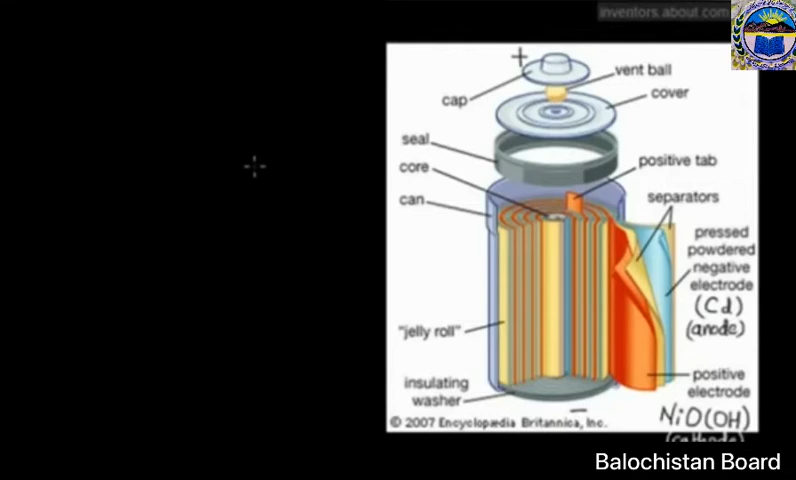 inventors.about.com
+
vent ball
cap
cover
seal
core
positive tab
can
separators
pressed
powdered
negative
electrode
(Cd)
(anode)
"jelly roll"
insulating
washer
positive
electrode
−
NiO(OH)
(cathode)
© 2007 Encyclopædia Britannica, Inc.
Balochistan Board